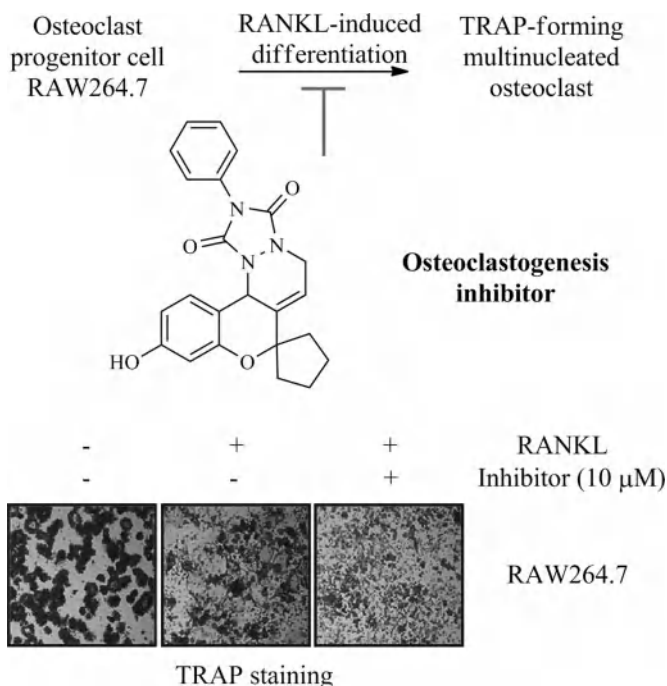 Osteoclast
progenitor cell
RAW264.7
RANKL-induced
differentiation
TRAP-forming
multinucleated
osteoclast
O
N
O
N
N
HO
O
Osteoclastogenesis
inhibitor
- + + RANKL
- - + Inhibitor (10 μM)
RAW264.7
TRAP staining